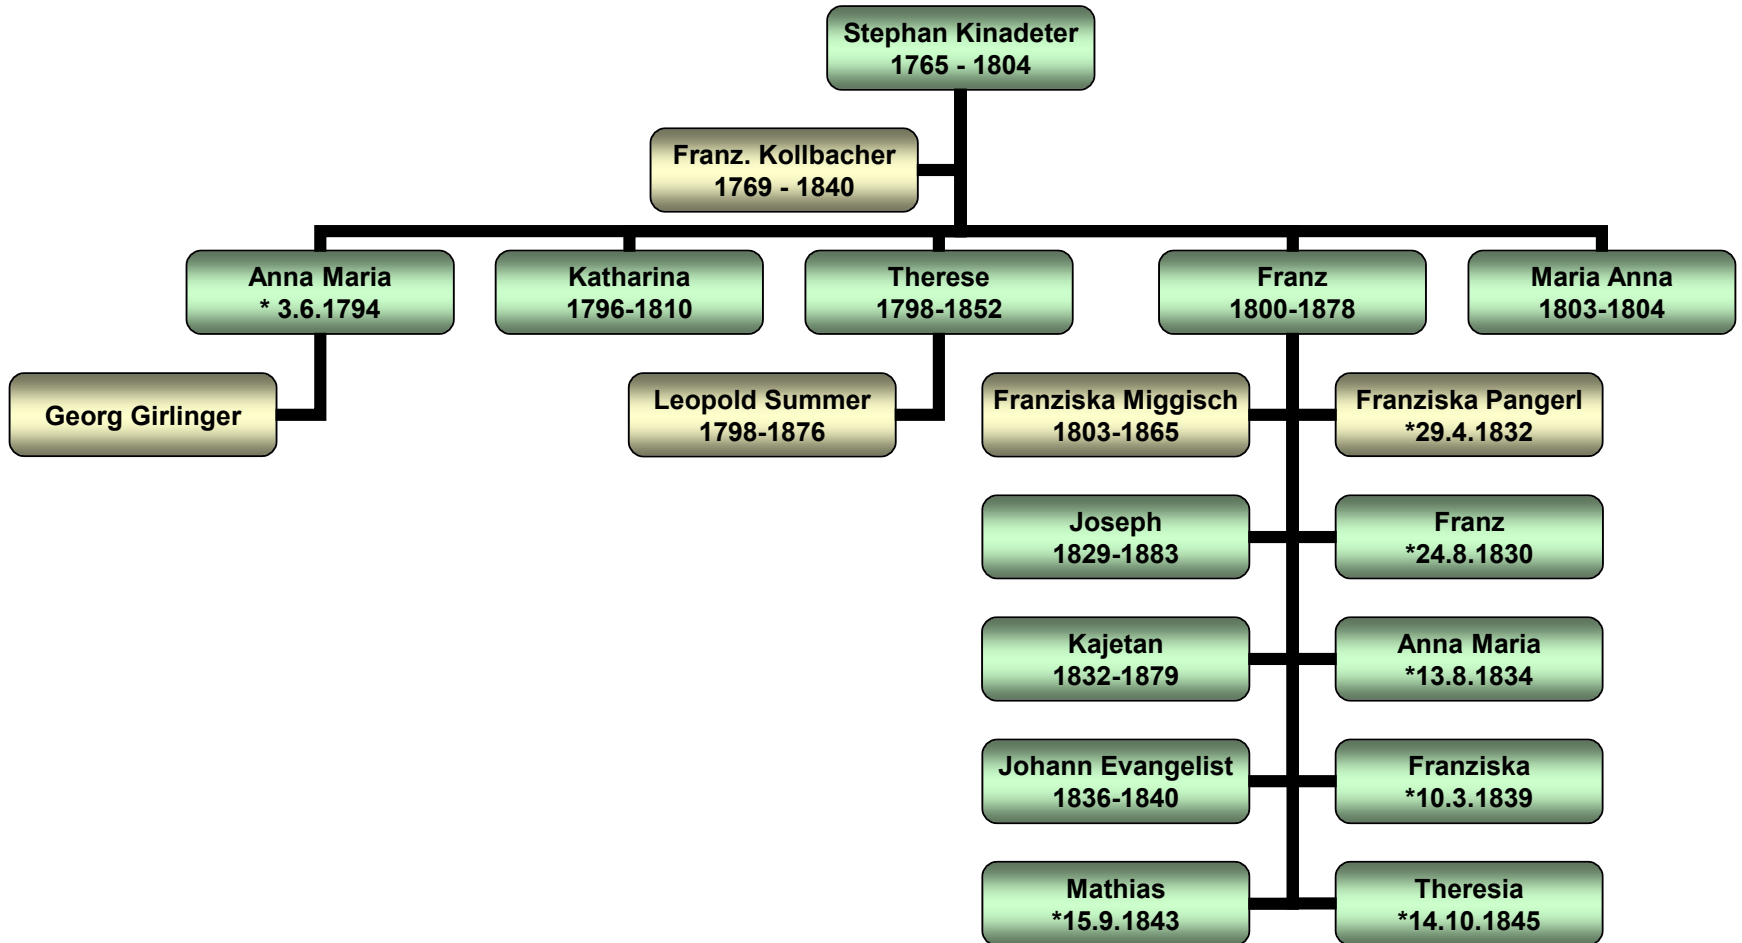 Stephan Kinadeter
1765 - 1804
Franz. Kollbacher
1769 - 1840
Anna Maria
* 3.6.1794
Katharina
1796-1810
Therese
1798-1852
Franz
1800-1878
Maria Anna
1803-1804
Georg Girlinger
Leopold Summer
1798-1876
Franziska Miggisch
1803-1865
Franziska Pangerl
*29.4.1832
Joseph
1829-1883
Franz
*24.8.1830
Kajetan
1832-1879
Anna Maria
*13.8.1834
Johann Evangelist
1836-1840
Franziska
*10.3.1839
Mathias
*15.9.1843
Theresia
*14.10.1845